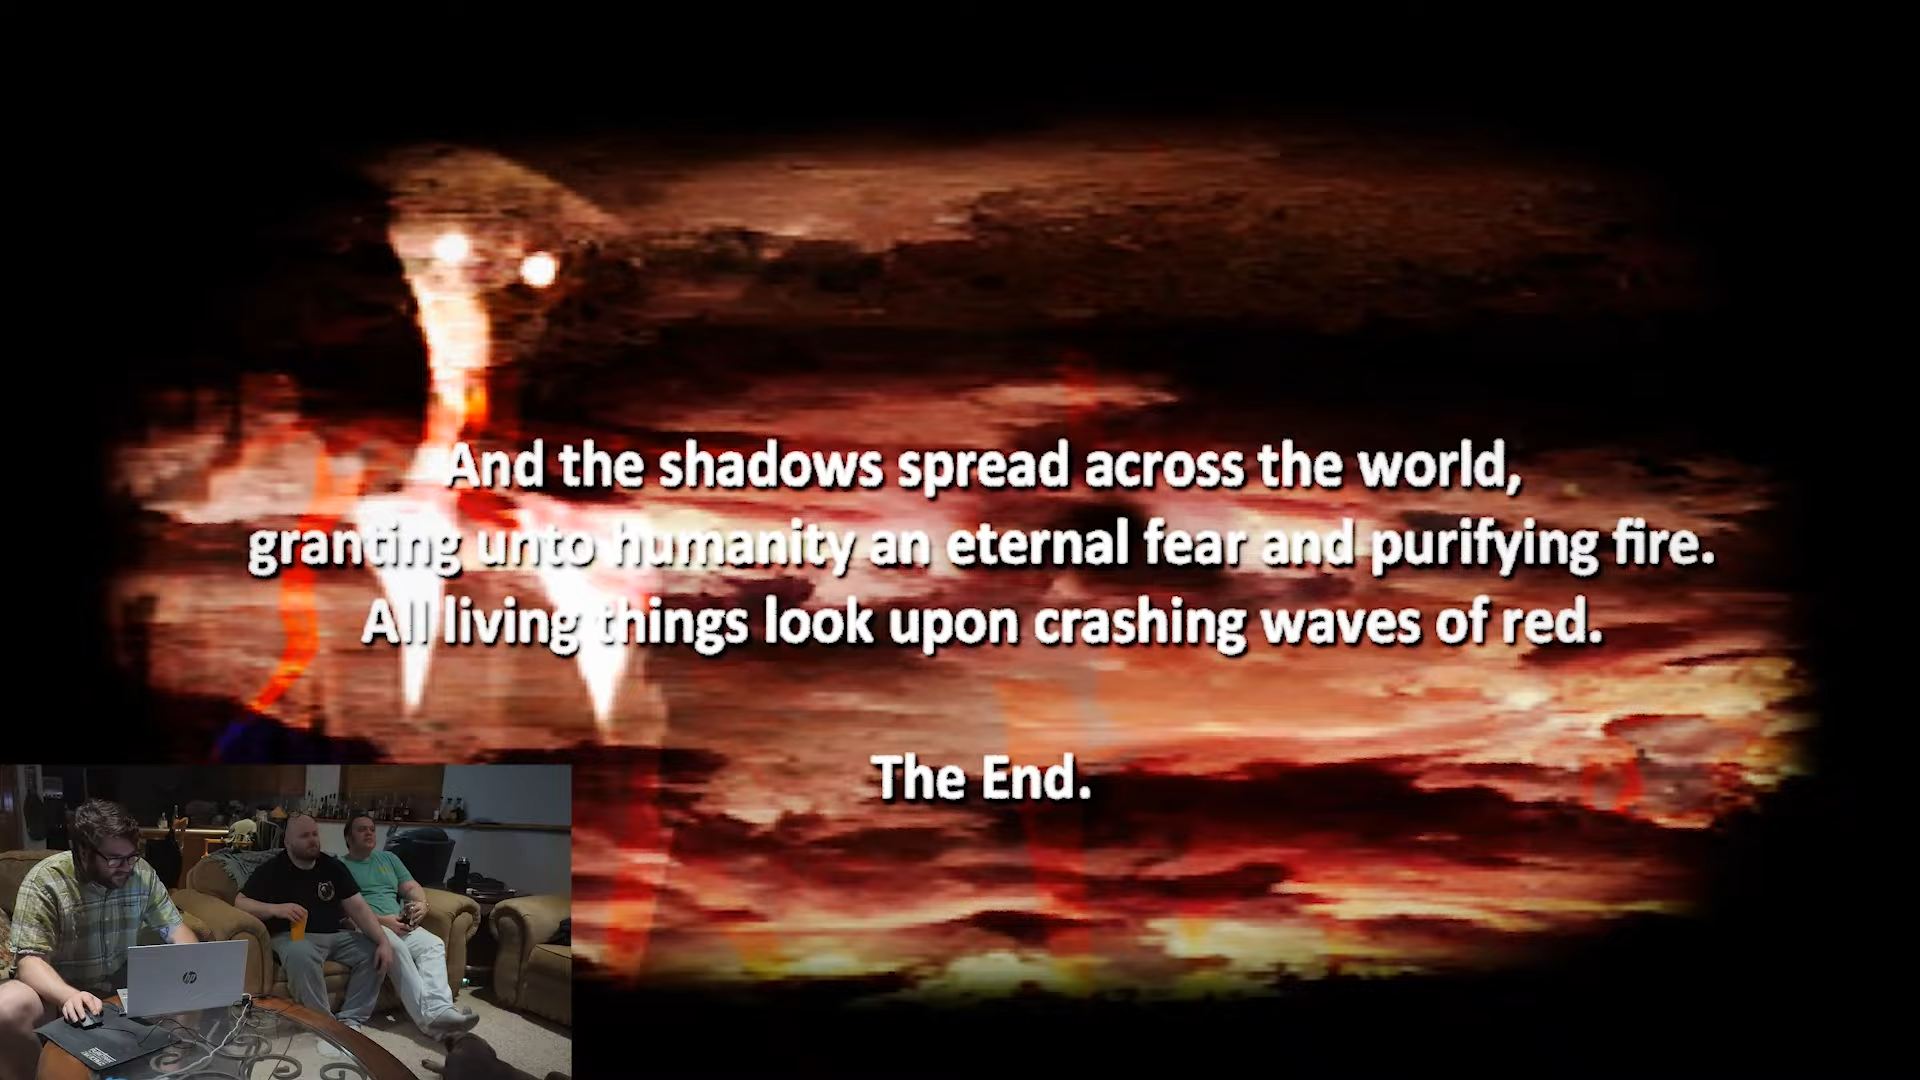 And the shadows spread across the world,
granting unto humanity an eternal fear and purifying fire.
All living things look upon crashing waves of red.
The End.
hp